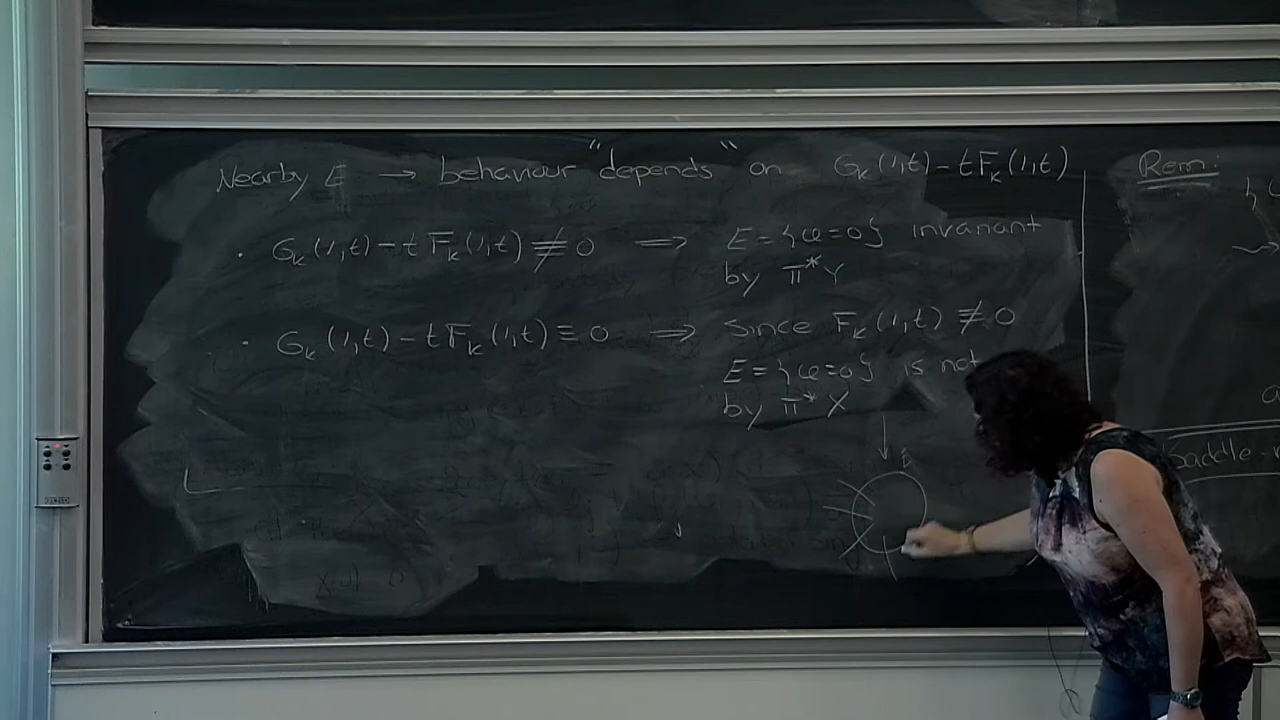 Nearby E → behaviour "depends" on G_k(1,t) - tF_k(1,t)
· G_k(1,t) - tF_k(1,t) ≢ 0 ⟹ E = {u=0} invariant
by π*Y
· G_k(1,t) - tF_k(1,t) ≡ 0 ⟹ Since F_k(1,t) ≢ 0
E = {u=0} is not
by π*X
Rem:
saddle-